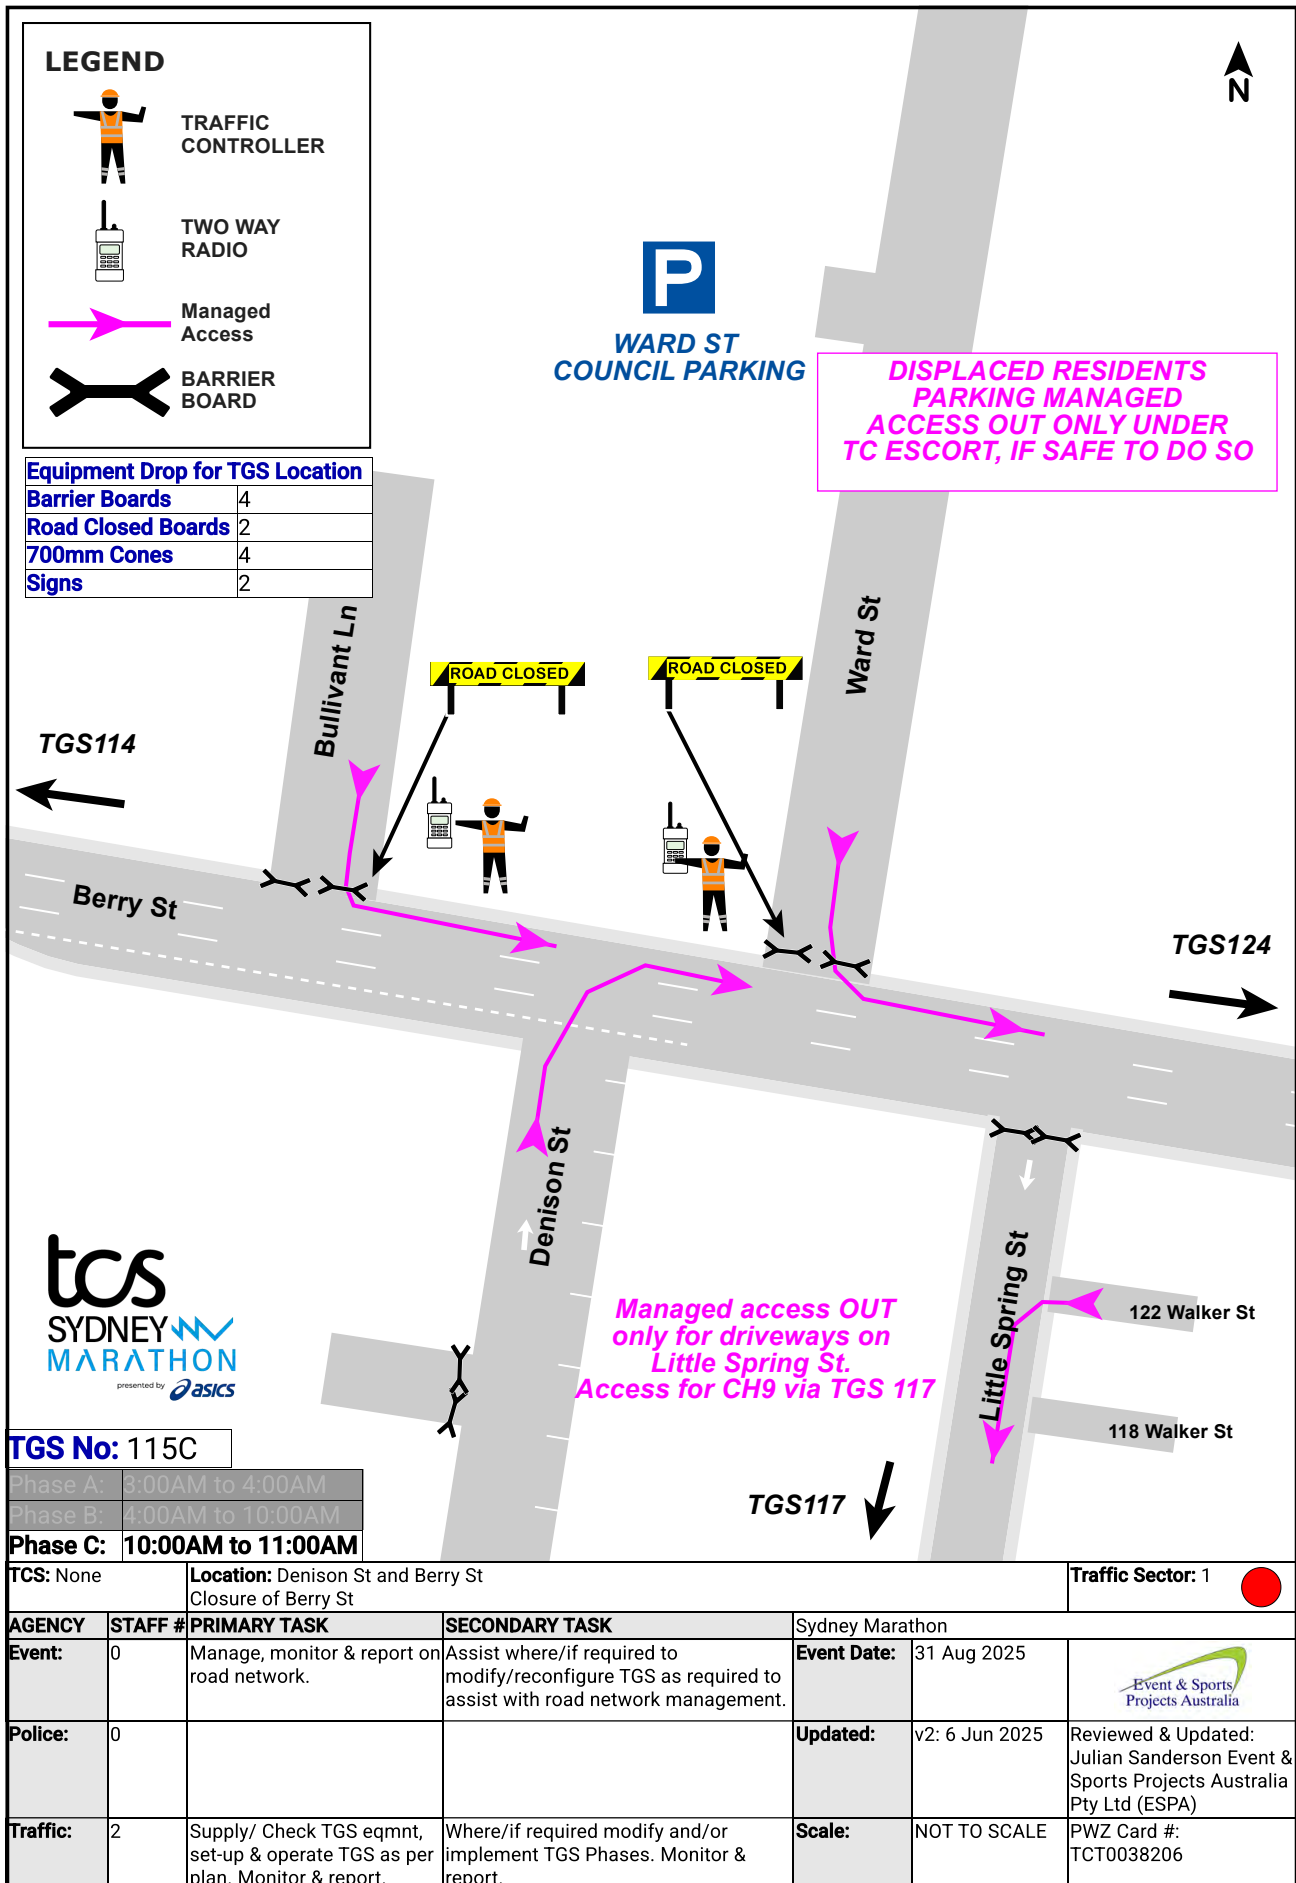 LEGEND
TRAFFIC
CONTROLLER
TWO WAY
RADIO
Managed
Access
BARRIER
BOARD
N
P
WARD ST
COUNCIL PARKING
DISPLACED RESIDENTS
PARKING MANAGED
ACCESS OUT ONLY UNDER
TC ESCORT, IF SAFE TO DO SO
Equipment Drop for TGS Location
Barrier Boards 4
Road Closed Boards 2
700mm Cones 4
Signs 2
Bullivant Ln
Ward St
ROAD CLOSED
ROAD CLOSED
TGS114
Berry St
TGS124
Denison St
Little Spring St
122 Walker St
118 Walker St
Managed access OUT
only for driveways on
Little Spring St.
Access for CH9 via TGS 117
TGS117
tcs
SYDNEY
MARATHON
presented by asics
TGS No: 115C
Phase A: 3:00AM to 4:00AM
Phase B: 4:00AM to 10:00AM
Phase C: 10:00AM to 11:00AM
TCS: None
Location: Denison St and Berry St
Closure of Berry St
Traffic Sector: 1
AGENCY STAFF # PRIMARY TASK SECONDARY TASK Sydney Marathon
Event: 0
Manage, monitor & report on
road network.
Assist where/if required to
modify/reconfigure TGS as required to
assist with road network management.
Event Date: 31 Aug 2025
Event & Sports
Projects Australia
Police: 0
Updated: v2: 6 Jun 2025
Reviewed & Updated:
Julian Sanderson Event &
Sports Projects Australia
Pty Ltd (ESPA)
Traffic: 2
Supply/ Check TGS eqmnt,
set-up & operate TGS as per
plan. Monitor & report.
Where/if required modify and/or
implement TGS Phases. Monitor &
report.
Scale: NOT TO SCALE
PWZ Card #:
TCT0038206